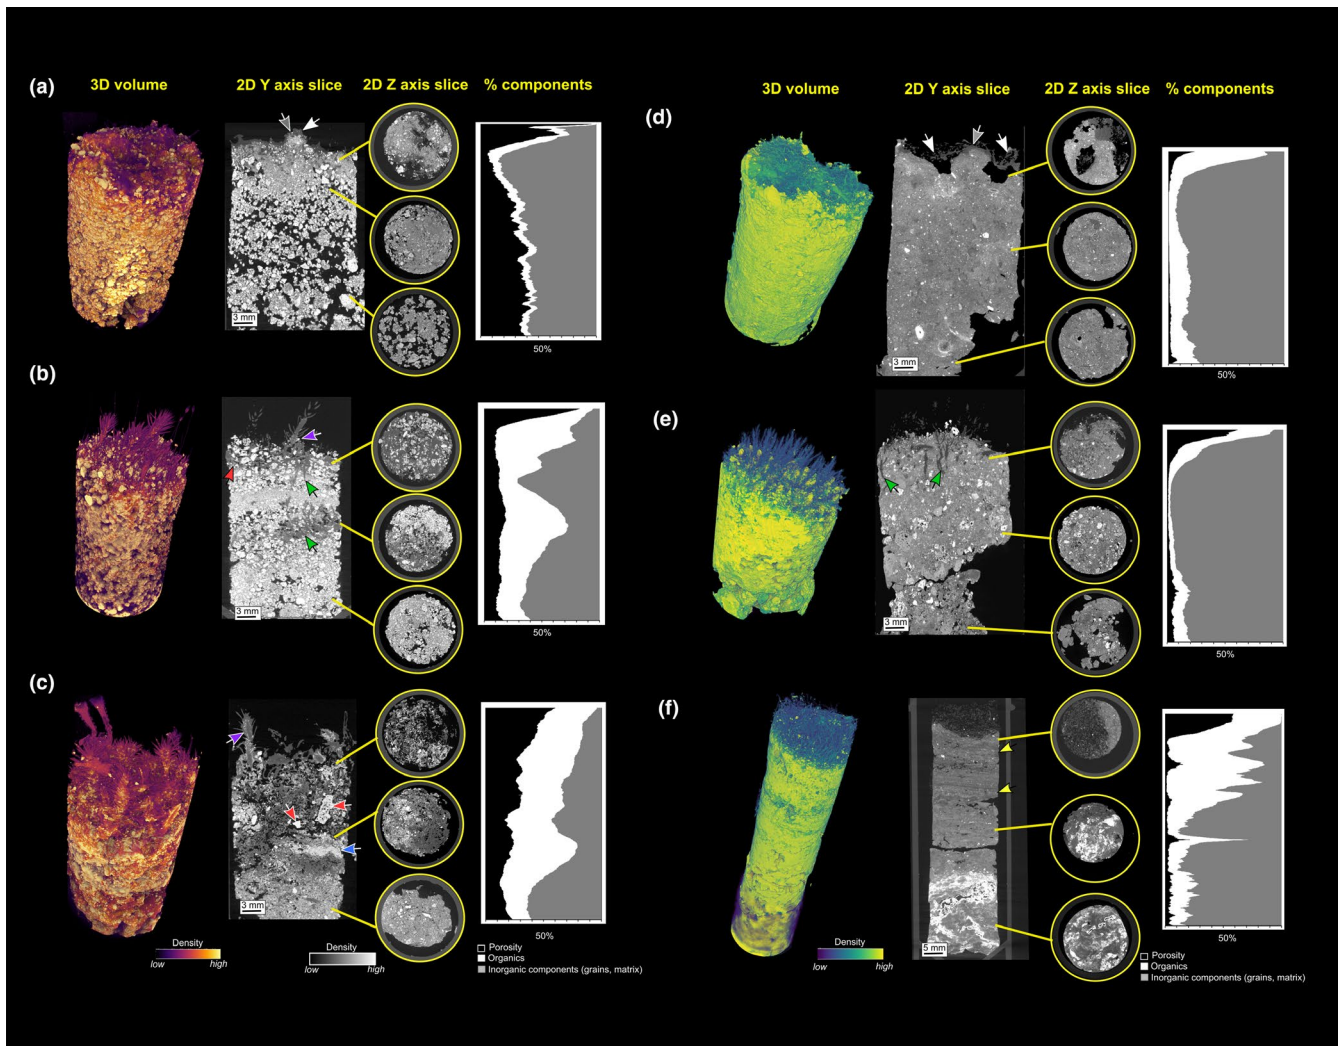 (a)
3D volume
2D Y axis slice
2D Z axis slice
% components
3 mm
50%
(b)
3 mm
50%
(c)
3 mm
50%
Density
low
high
Density
low
high
Porosity
Organics
Inorganic components (grains, matrix)
(d)
3D volume
2D Y axis slice
2D Z axis slice
% components
3 mm
50%
(e)
3 mm
50%
(f)
5 mm
50%
Density
low
high
Porosity
Organics
Inorganic components (grains, matrix)